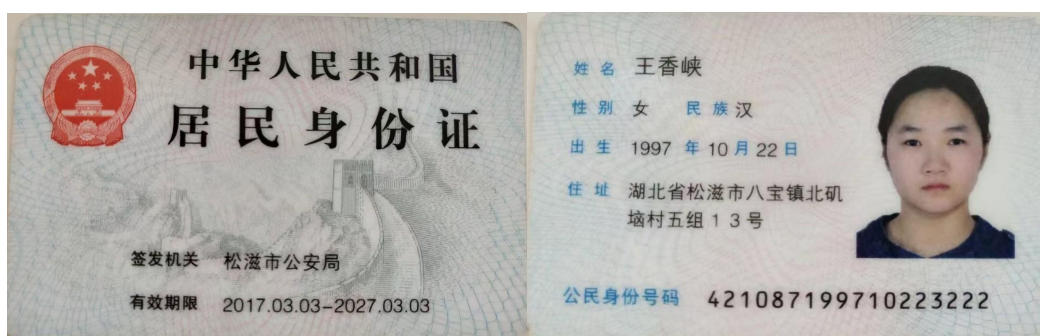 中华人民共和国
居民身份证
签发机关 松滋市公安局
有效期限 2017.03.03-2027.03.03
姓名 王香峡
性别 女 民族 汉
出生 1997 年 10 月 22 日
住址 湖北省松滋市八宝镇北矶
垴村五组13号
公民身份号码 421087199710223222